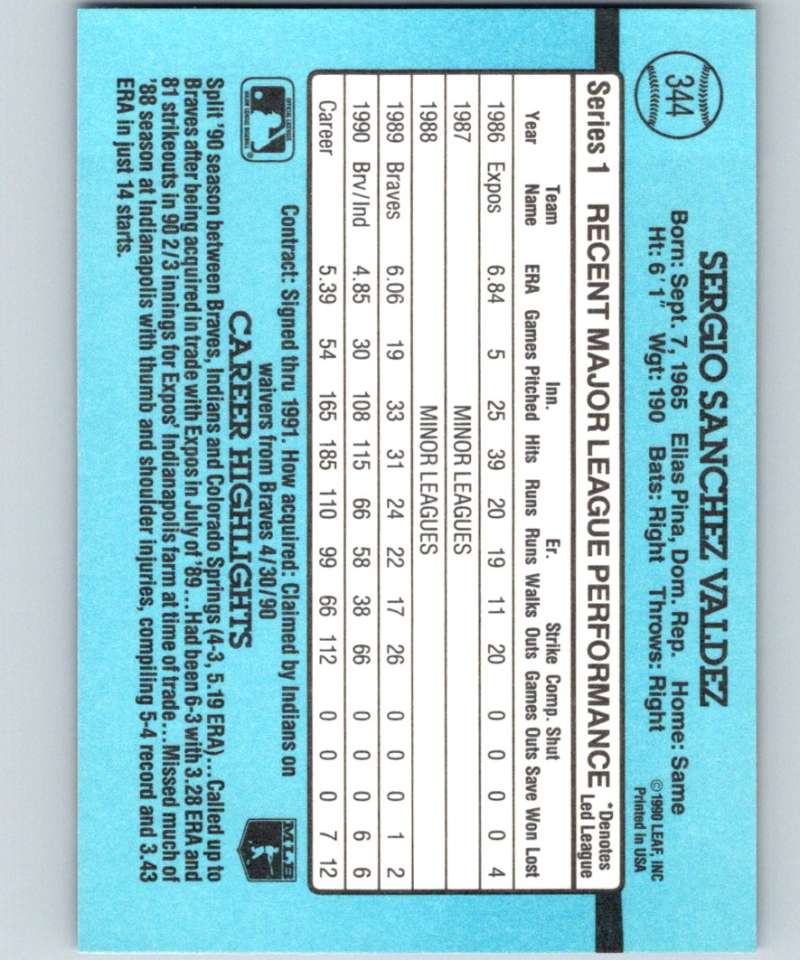 344
SERGIO SANCHEZ VALDEZ
Born: Sept. 7, 1965 Elias Pina, Dom. Rep. Home: Same
Ht: 6'1" Wgt: 190 Bats: Right Throws: Right
©1990 LEAF, INC
Printed in USA
Series 1 RECENT MAJOR LEAGUE PERFORMANCE *Denotes Led League
Year Team Name ERA Games Inn. Pitched Hits Runs Er. Runs Walks Strike Outs Comp. Games Shut Outs Save Won Lost
1986 Expos 6.84 5 25 39 20 19 11 20 0 0 0 0 4
1987 MINOR LEAGUES
1988 MINOR LEAGUES
1989 Braves 6.06 19 33 31 24 22 17 26 0 0 0 1 2
1990 Brv/Ind 4.85 30 108 115 66 58 38 66 0 0 0 6 6
Career 5.39 54 165 185 110 99 66 112 0 0 0 7 12
OFFICIAL LICENSEE
MAJOR LEAGUE BASEBALL
Contract: Signed thru 1991. How acquired: Claimed by Indians on
waivers from Braves 4/30/90
MLB
CAREER HIGHLIGHTS
Split '90 season between Braves, Indians and Colorado Springs (4-3, 5.19 ERA)...Called up to
Braves after being acquired in trade with Expos in July of '89...Had been 6-3 with 3.28 ERA and
81 strikeouts in 90 2/3 innings for Expos' Indianapolis farm at time of trade...Missed much of
'88 season at Indianapolis with thumb and shoulder injuries, compiling 5-4 record and 3.43
ERA in just 14 starts.